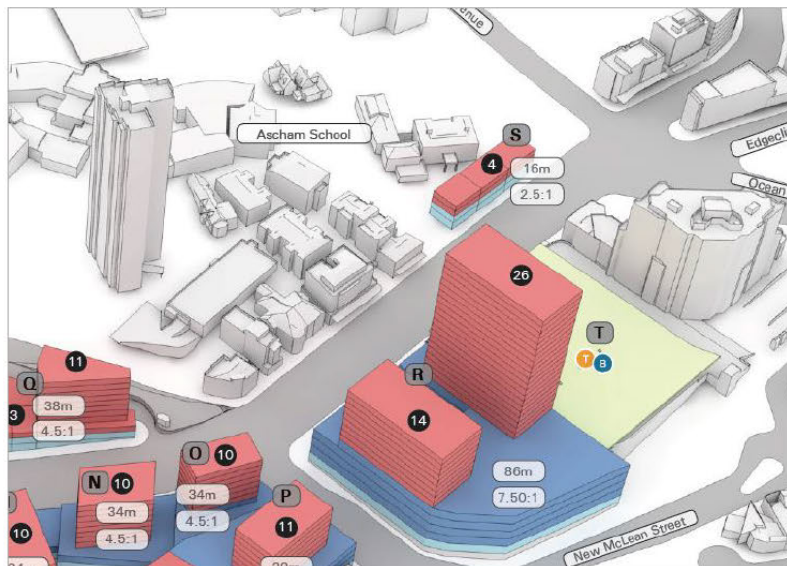 enue
Ascham School
S
4
16m
2.5:1
Edgecli
Ocean
26
T
T
B
11
Q
3
38m
4.5:1
R
14
86m
7.50:1
O
10
N
10
34m
4.5:1
34m
4.5:1
P
11
10
New McLean Street